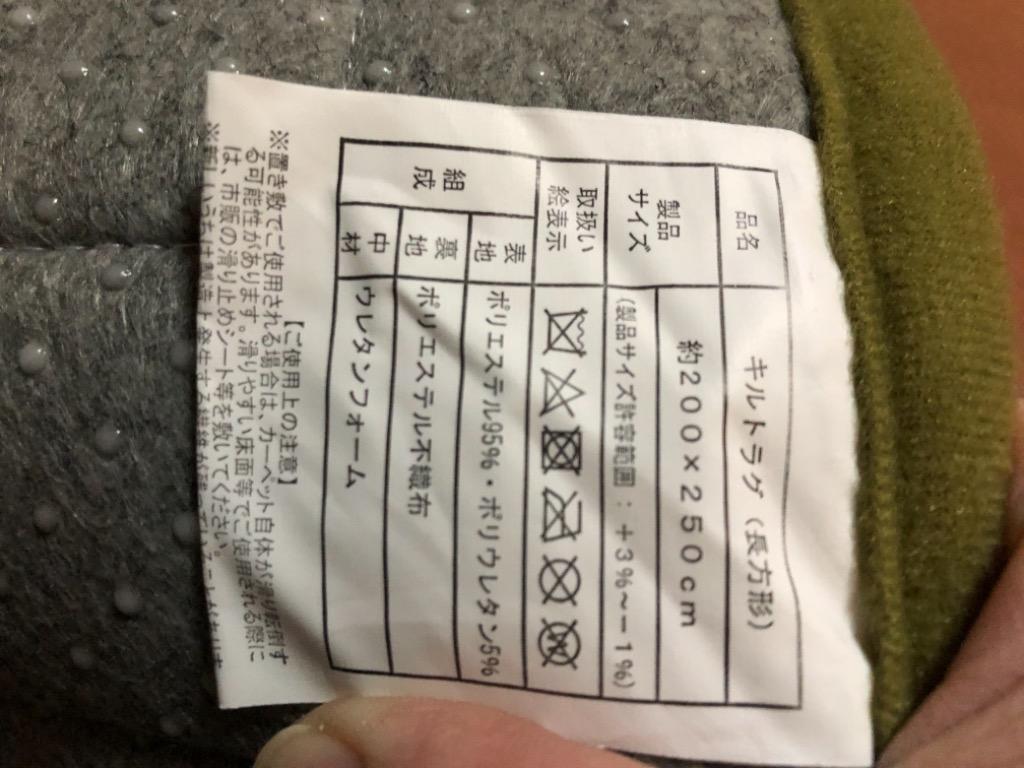 品名 キルトラグ（長方形）
製品サイズ 約200×250cm
（製品サイズ許容範囲：＋3％～－1％）
取扱い絵表示
組成 表地 ポリエステル95％・ポリウレタン5％
裏地 ポリエステル不織布
中材 ウレタンフォーム
【ご使用上の注意】
※置き敷でご使用される場合は、カーペット自体が滑り転倒す
る可能性があります。滑りやすい床面等でご使用される際に
は、市販の滑り止めシート等を敷いてください。